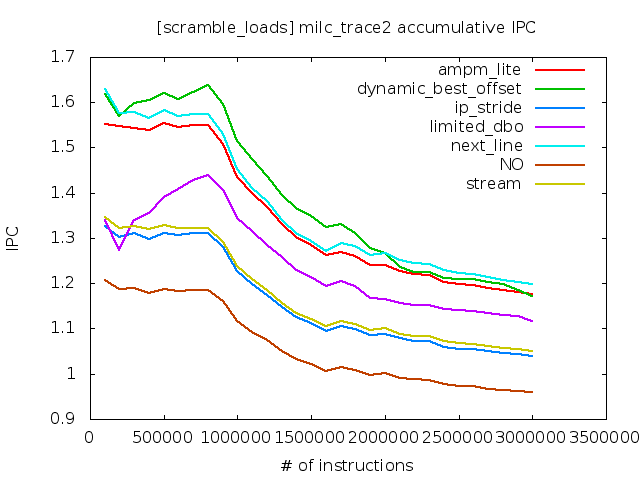 [scramble_loads] milc_trace2 accumulative IPC
1.7
1.6
1.5
1.4
1.3
1.2
1.1
1
0.9
IPC
ampm_lite
dynamic_best_offset
ip_stride
limited_dbo
next_line
NO
stream
0 500000 1000000 1500000 2000000 2500000 3000000 3500000
# of instructions